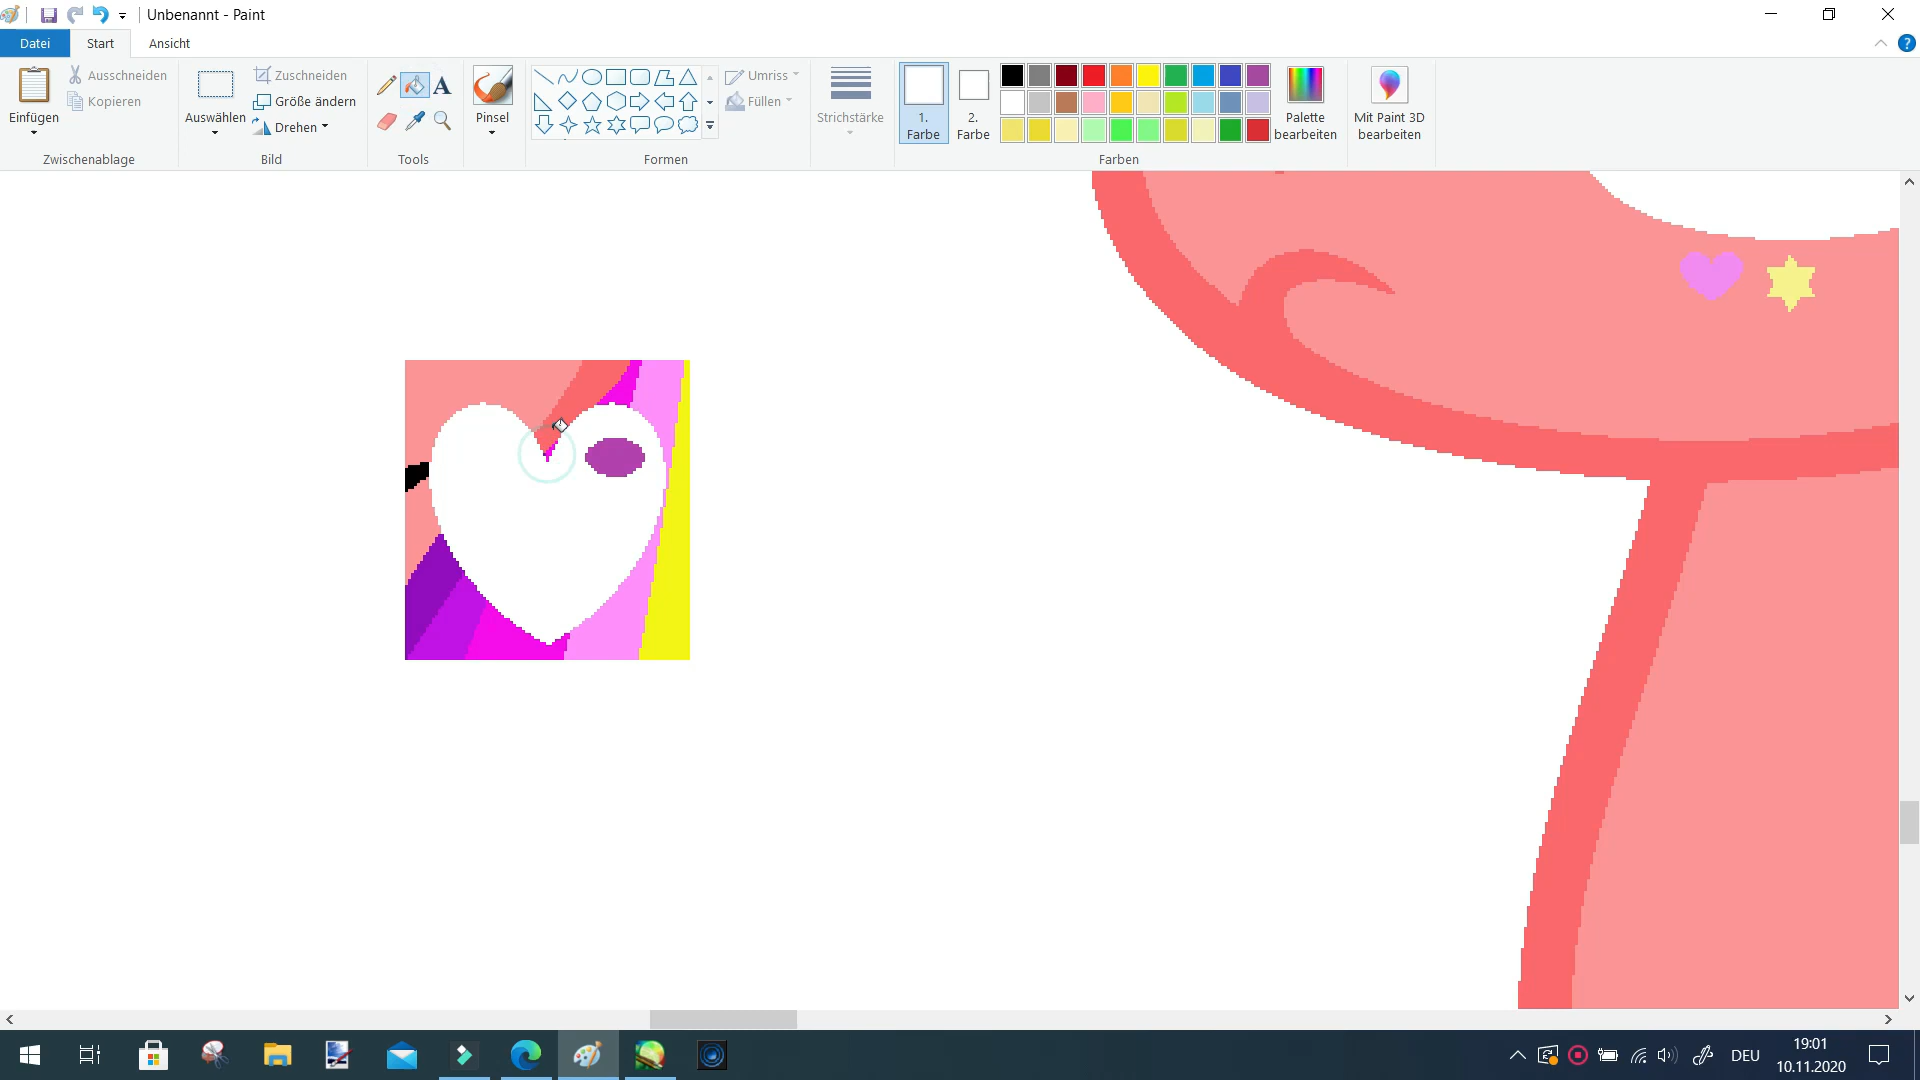 Unbenannt - Paint
Datei Start Ansicht
Einfügen
Ausschneiden
Kopieren
Zwischenablage
Auswählen
Zuschneiden
Größe ändern
Drehen
Bild
A
Tools
Pinsel
Formen
Umriss
Füllen
Strichstärke
1.
Farbe
2.
Farbe
Farben
Palette
bearbeiten
Mit Paint 3D
bearbeiten
?
DEU
19:01
10.11.2020